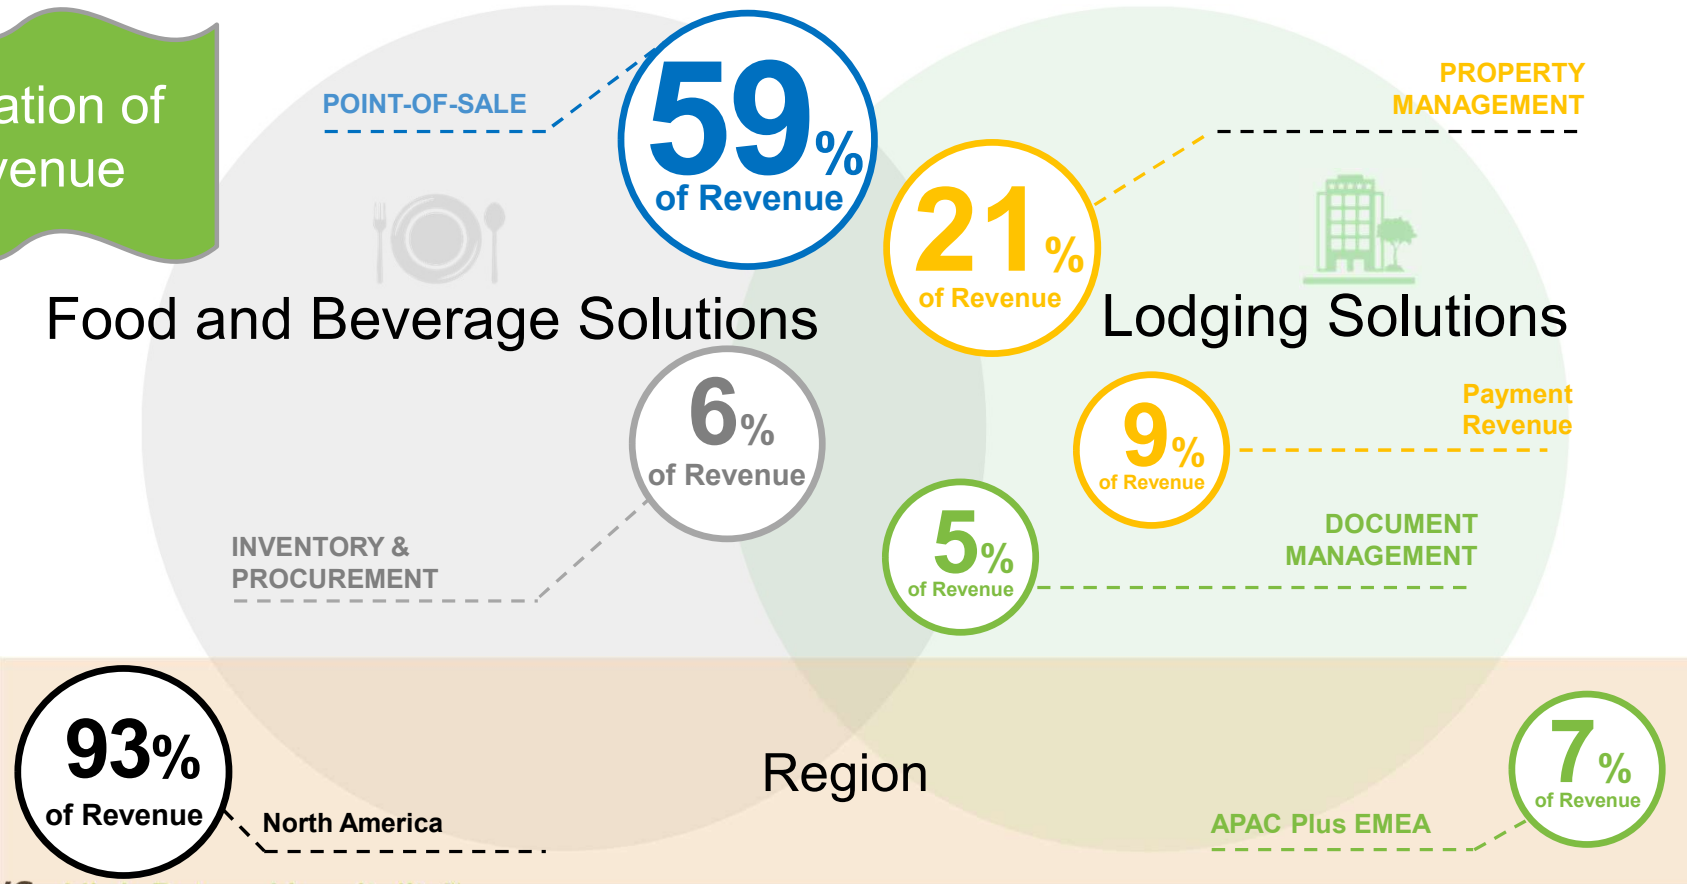 ation of
venue
POINT-OF-SALE
59%
of Revenue
PROPERTY
MANAGEMENT
21%
of Revenue
Food and Beverage Solutions
Lodging Solutions
6%
of Revenue
9%
of Revenue
Payment
Revenue
INVENTORY &
PROCUREMENT
5%
of Revenue
DOCUMENT
MANAGEMENT
93%
of Revenue
North America
Region
7%
of Revenue
APAC Plus EMEA